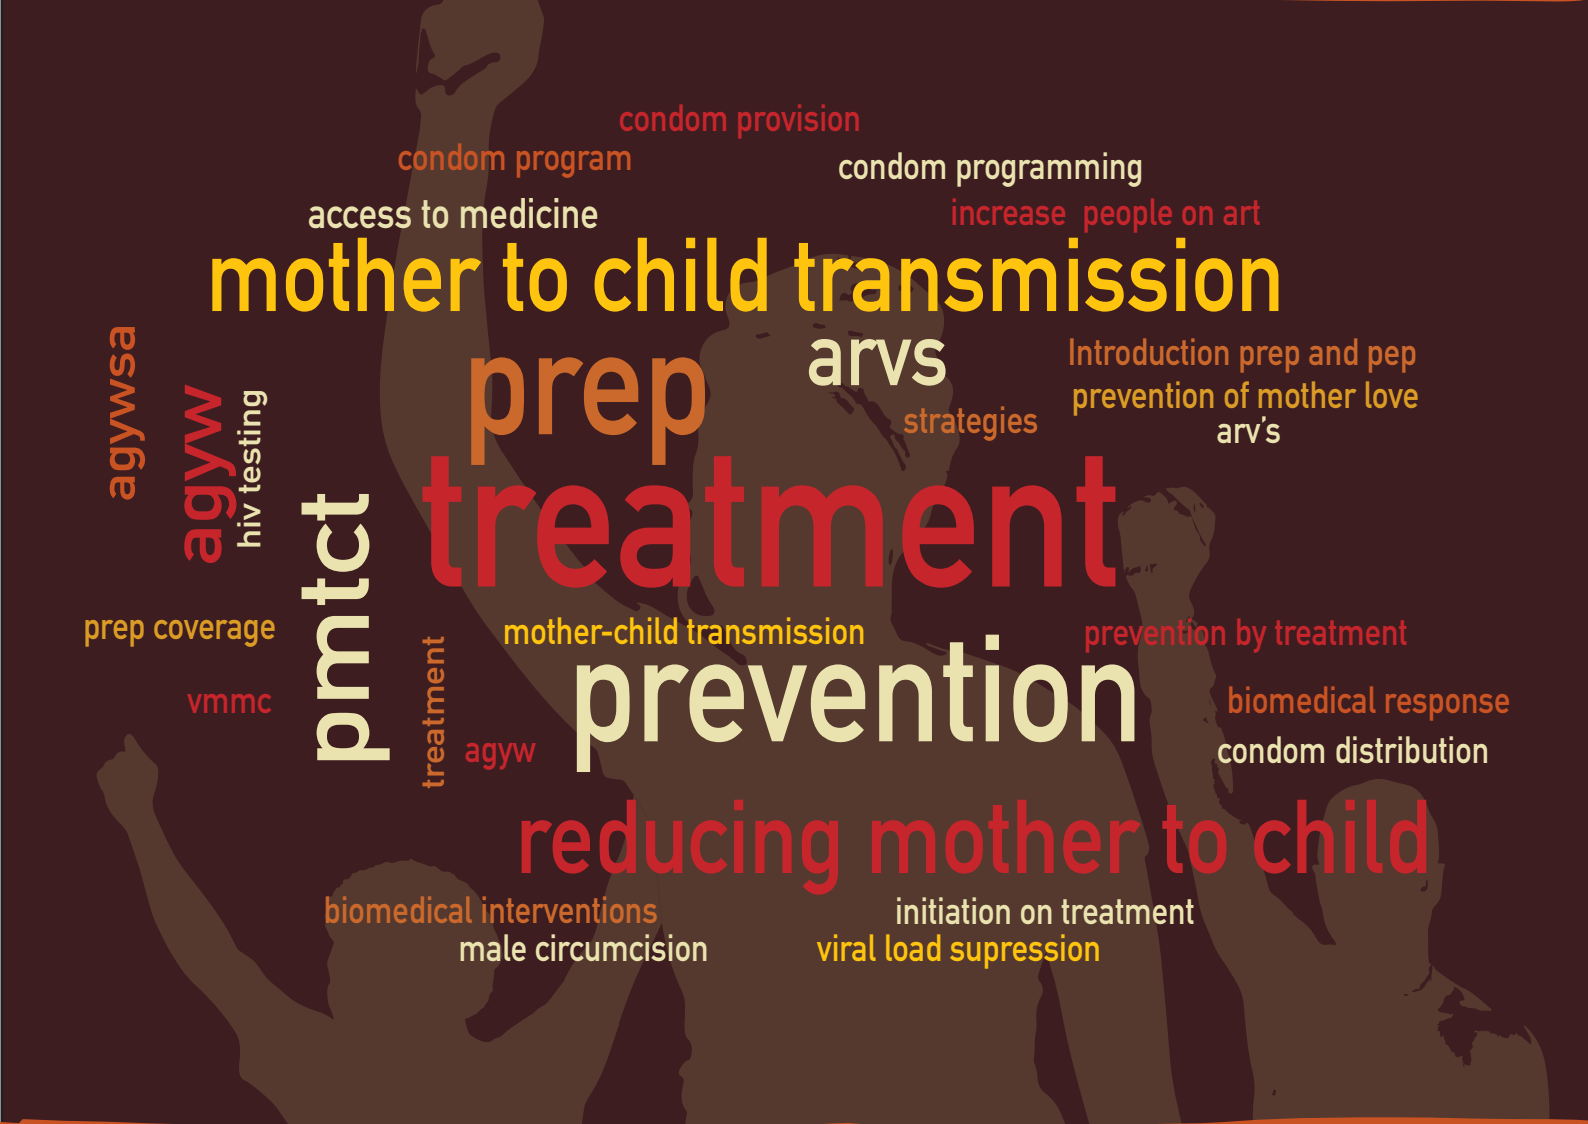 condom provision
condom program
condom programming
access to medicine
increase people on art
mother to child transmission
agywsa
agyw
hiv testing
prep
arvs
Introduction prep and pep
prevention of mother love
strategies
arv's
pmtct
treatment
prep coverage
mother-child transmission
prevention by treatment
vmmc
treatment
agyw
prevention
biomedical response
condom distribution
reducing mother to child
biomedical interventions
initiation on treatment
male circumcision
viral load supression